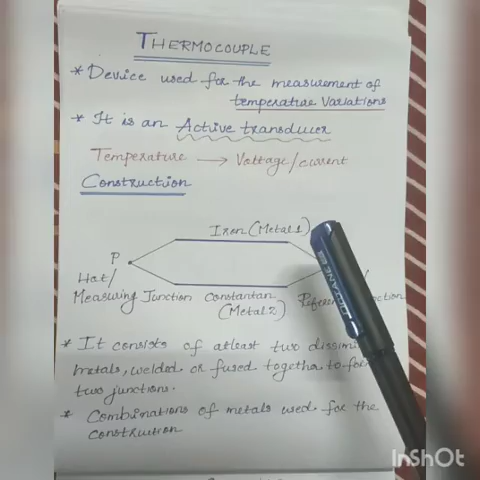 THERMOCOUPLE
* Device used for the measurement of
temperature variations
* It is an Active transducer
Temperature → Voltage/current
Construction
Iron (Metal 1)
P
Hot/
Measuring Junction
Constantan
(Metal 2)
* It consists of atleast two
metals, welded or fused together to
two junctions.
* Combinations of metals used for the
construction
InShOt